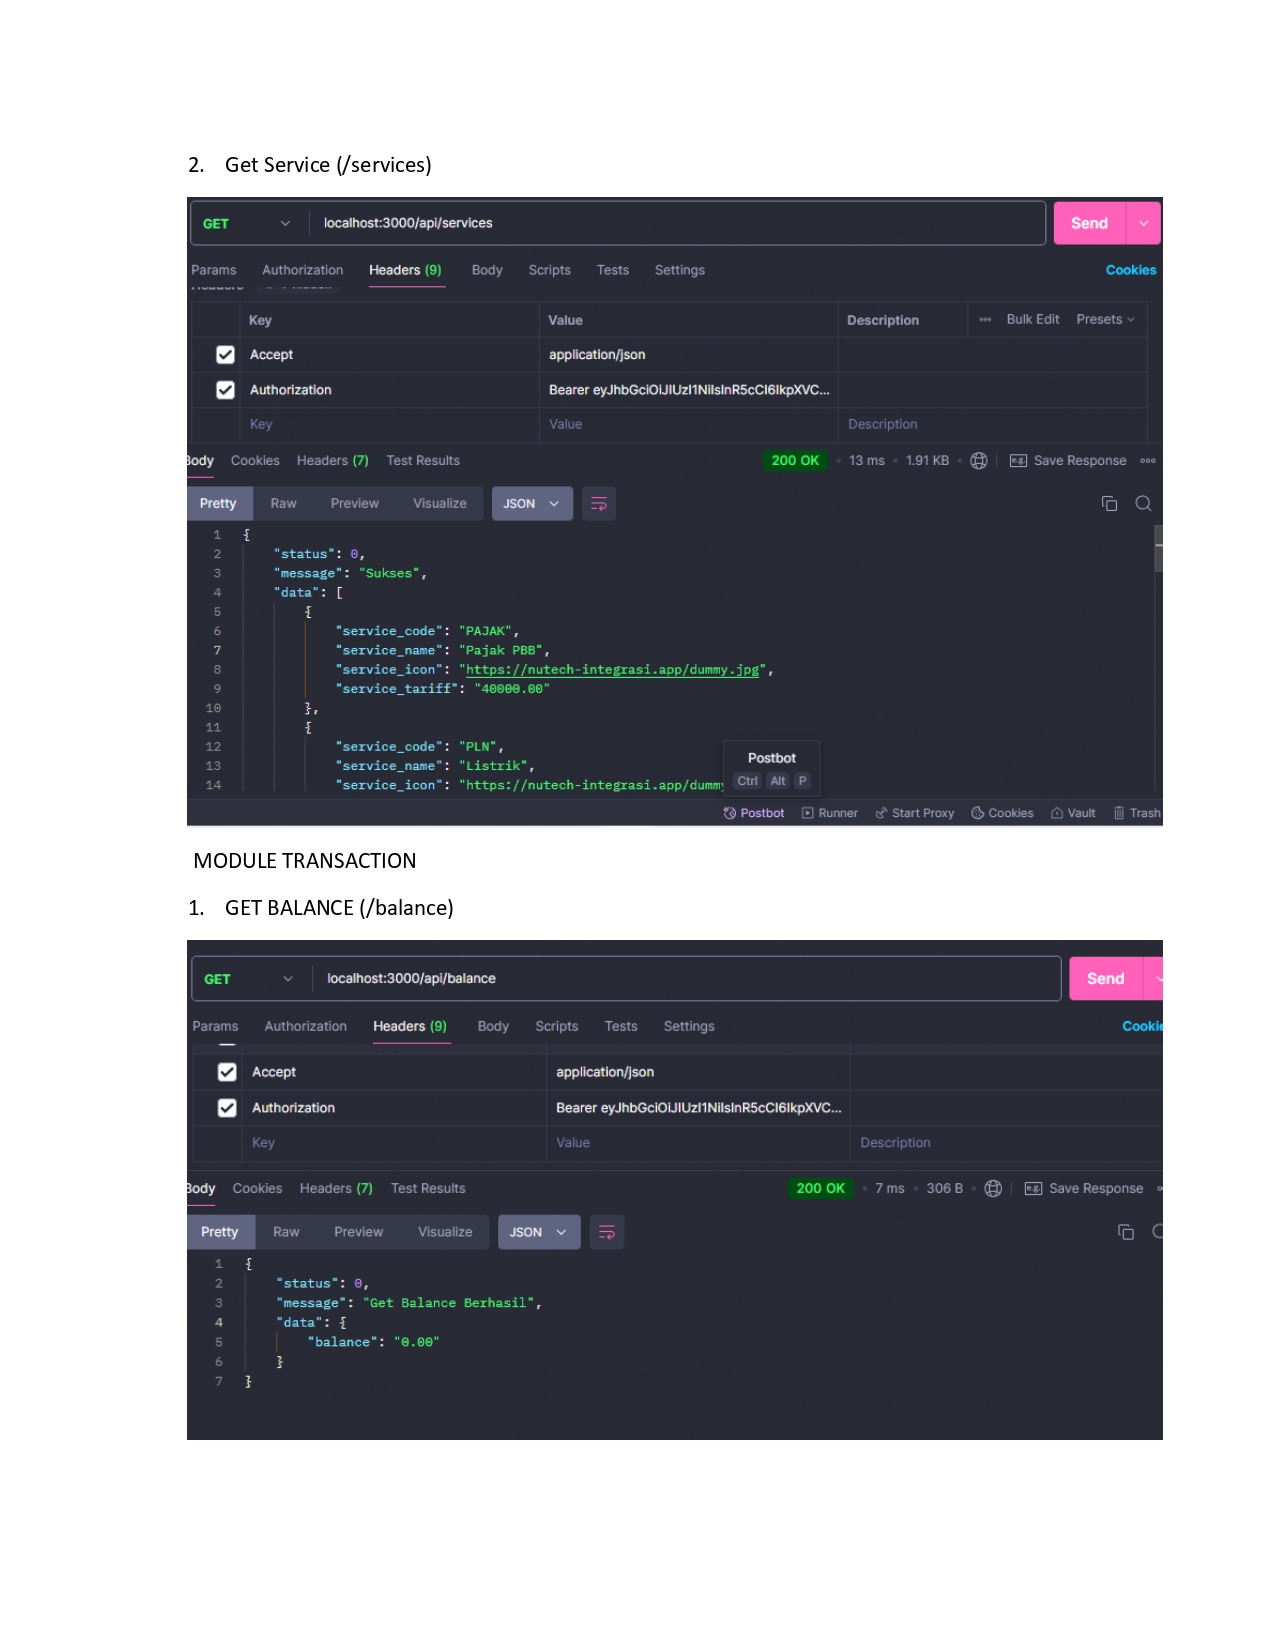 2. Get Service (/services)
GET localhost:3000/api/services Send
Params Authorization Headers (9) Body Scripts Tests Settings Cookies
Key Value Description Bulk Edit Presets
Accept application/json
Authorization Bearer eyJhbGciOiJIUzI1NiIsInR5cCI6IkpXVC...
Key Value Description
Body Cookies Headers (7) Test Results 200 OK 13 ms 1.91 KB Save Response
Pretty Raw Preview Visualize JSON
1 {
2 "status": 0,
3 "message": "Sukses",
4 "data": [
5 {
6 "service_code": "PAJAK",
7 "service_name": "Pajak PBB",
8 "service_icon": "https://nutech-integrasi.app/dummy.jpg",
9 "service_tariff": "40000.00"
10 },
11 {
12 "service_code": "PLN",
13 "service_name": "Listrik",
14 "service_icon": "https://nutech-integrasi.app/dummy
Postbot
Ctrl Alt P
Postbot Runner Start Proxy Cookies Vault Trash
MODULE TRANSACTION
1. GET BALANCE (/balance)
GET localhost:3000/api/balance Send
Params Authorization Headers (9) Body Scripts Tests Settings Cookie
Accept application/json
Authorization Bearer eyJhbGciOiJIUzI1NiIsInR5cCI6IkpXVC...
Key Value Description
Body Cookies Headers (7) Test Results 200 OK 7 ms 306 B Save Response
Pretty Raw Preview Visualize JSON
1 {
2 "status": 0,
3 "message": "Get Balance Berhasil",
4 "data": {
5 "balance": "0.00"
6 }
7 }